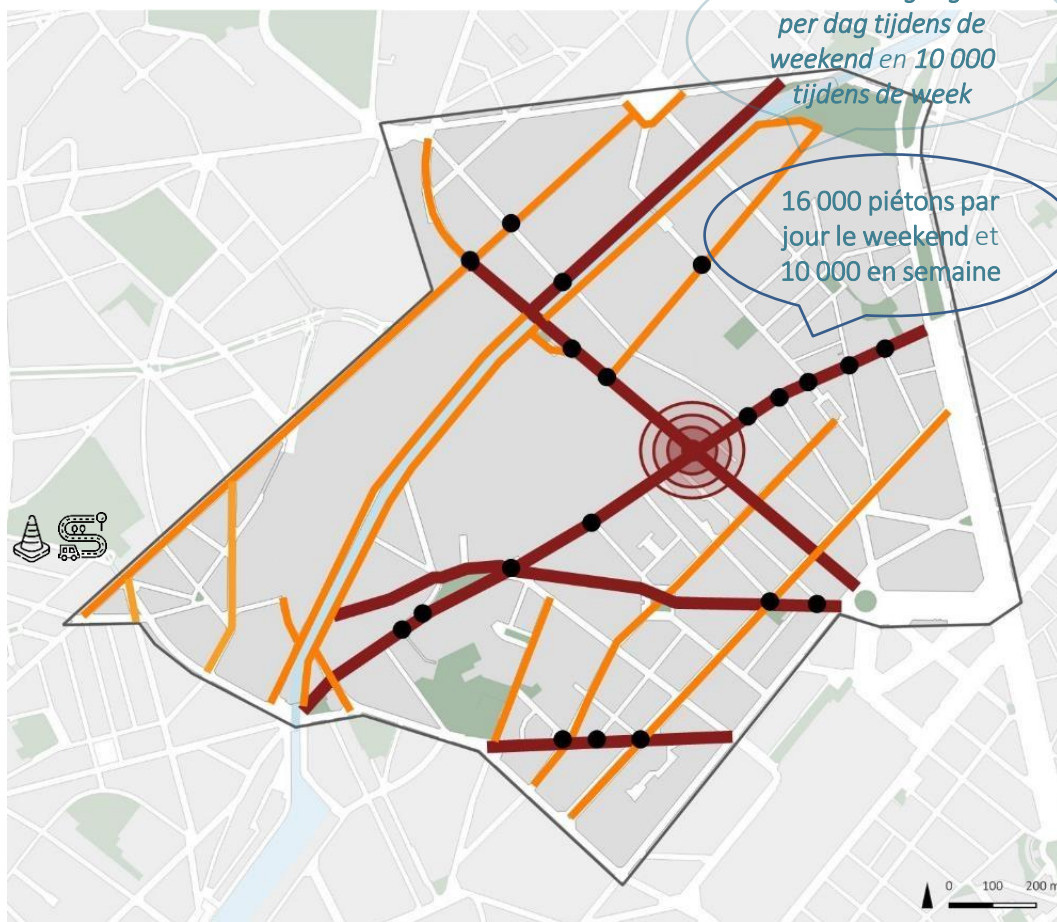 per dag tijdens de
weekend en 10 000
tijdens de week
16 000 piétons par
jour le weekend et
10 000 en semaine
0 100 200 m